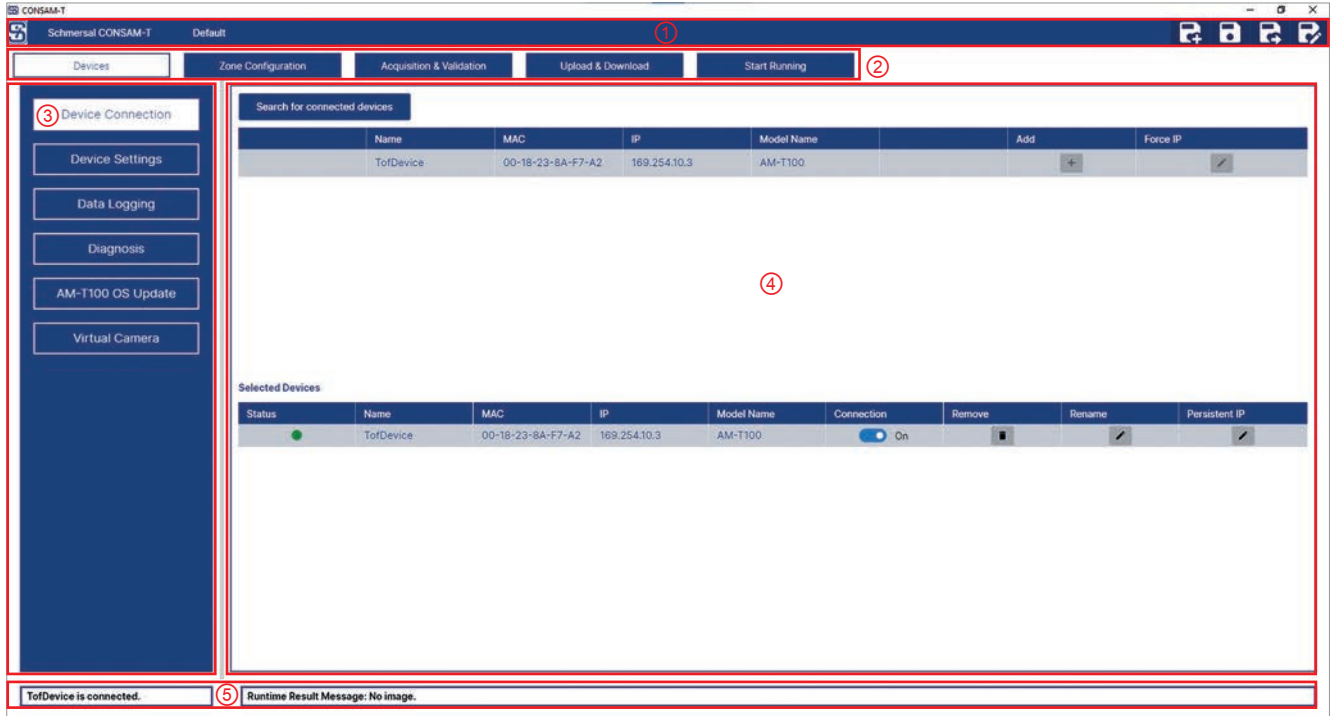 CONSAM-T
Schmersal CONSAM-T Default ①
Devices Zone Configuration Acquisition & Validation Upload & Download Start Running ②
③ Device Connection
Device Settings
Data Logging
Diagnosis
AM-T100 OS Update
Virtual Camera
Search for connected devices
Name MAC IP Model Name Add Force IP
TofDevice 00-18-23-8A-F7-A2 169.254.10.3 AM-T100
④
Selected Devices
Status Name MAC IP Model Name Connection Remove Rename Persistent IP
TofDevice 00-18-23-8A-F7-A2 169.254.10.3 AM-T100 On
TofDevice is connected. ⑤ Runtime Result Message: No image.